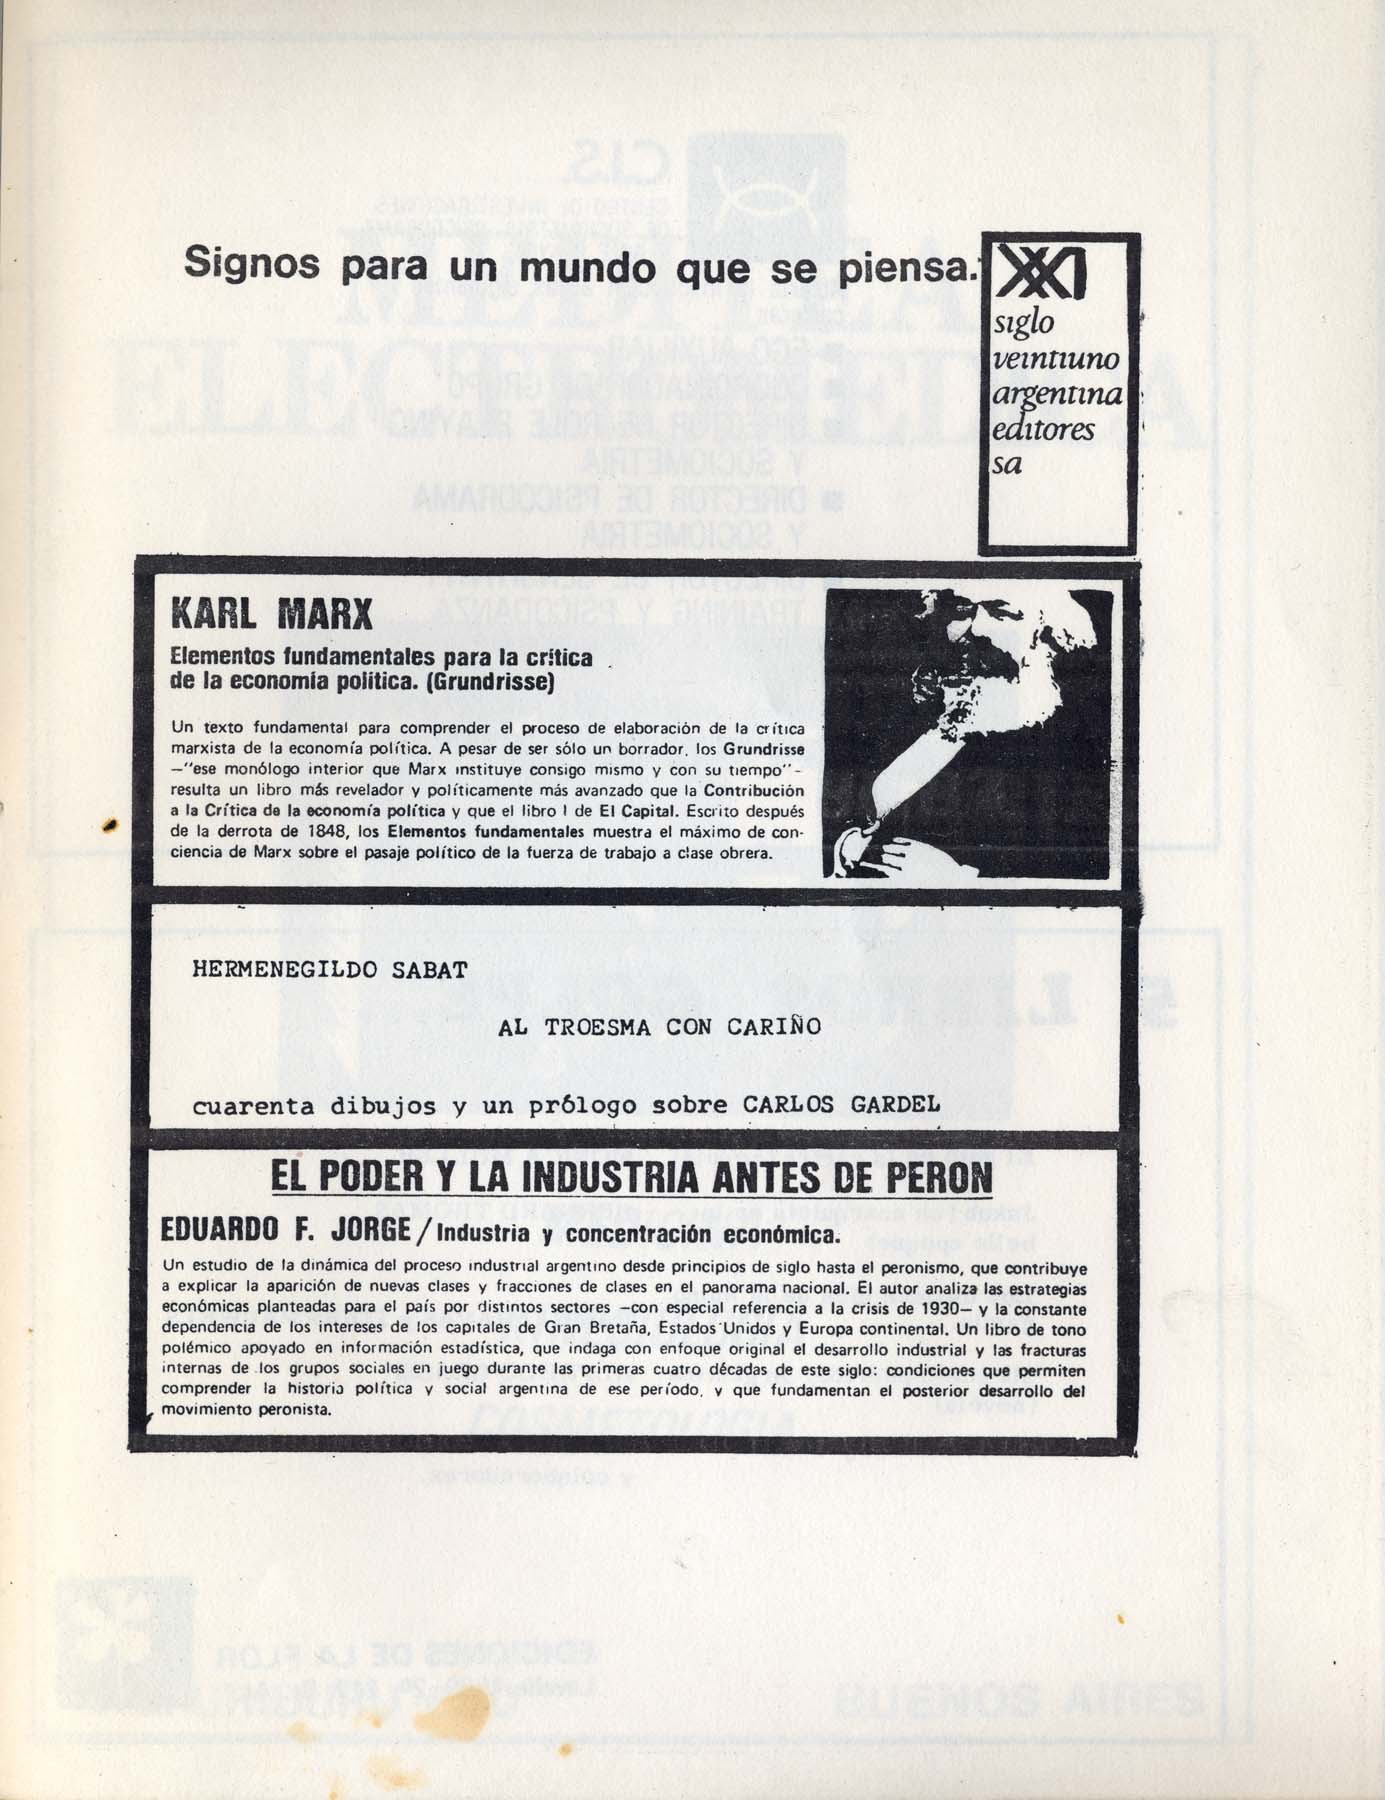 Signos para un mundo que se piensa.
XXI
siglo
veintiuno
argentina
editores
sa
KARL MARX
Elementos fundamentales para la crítica
de la economía política. (Grundrisse)
Un texto fundamental para comprender el proceso de elaboración de la crítica
marxista de la economía política. A pesar de ser sólo un borrador, los Grundrisse
—"ese monólogo interior que Marx instituye consigo mismo y con su tiempo"-
resulta un libro más revelador y políticamente más avanzado que la Contribución
a la Crítica de la economía política y que el libro I de El Capital. Escrito después
de la derrota de 1848, los Elementos fundamentales muestra el máximo de con-
ciencia de Marx sobre el pasaje político de la fuerza de trabajo a clase obrera.
HERMENEGILDO SABAT
AL TROESMA CON CARIÑO
cuarenta dibujos y un prólogo sobre CARLOS GARDEL
EL PODER Y LA INDUSTRIA ANTES DE PERON
EDUARDO F. JORGE / Industria y concentración económica.
Un estudio de la dinámica del proceso industrial argentino desde principios de siglo hasta el peronismo, que contribuye
a explicar la aparición de nuevas clases y fracciones de clases en el panorama nacional. El autor analiza las estrategias
económicas planteadas para el país por distintos sectores —con especial referencia a la crisis de 1930— y la constante
dependencia de los intereses de los capitales de Gran Bretaña, Estados Unidos y Europa continental. Un libro de tono
polémico apoyado en información estadística, que indaga con enfoque original el desarrollo industrial y las fracturas
internas de los grupos sociales en juego durante las primeras cuatro décadas de este siglo: condiciones que permiten
comprender la historia política y social argentina de ese período, y que fundamentan el posterior desarrollo del
movimiento peronista.